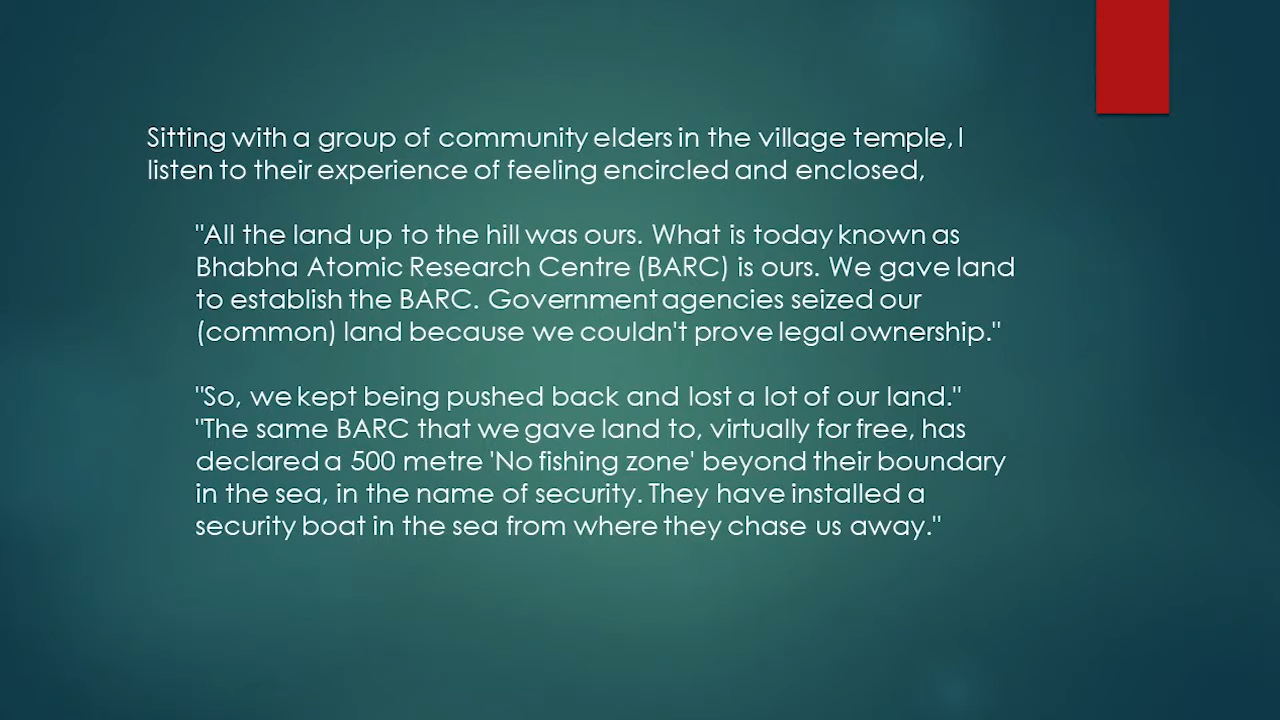 Sitting with a group of community elders in the village temple, I
listen to their experience of feeling encircled and enclosed,
"All the land up to the hill was ours. What is today known as
Bhabha Atomic Research Centre (BARC) is ours. We gave land
to establish the BARC. Government agencies seized our
(common) land because we couldn't prove legal ownership."
"So, we kept being pushed back and lost a lot of our land."
"The same BARC that we gave land to, virtually for free, has
declared a 500 metre 'No fishing zone' beyond their boundary
in the sea, in the name of security. They have installed a
security boat in the sea from where they chase us away."